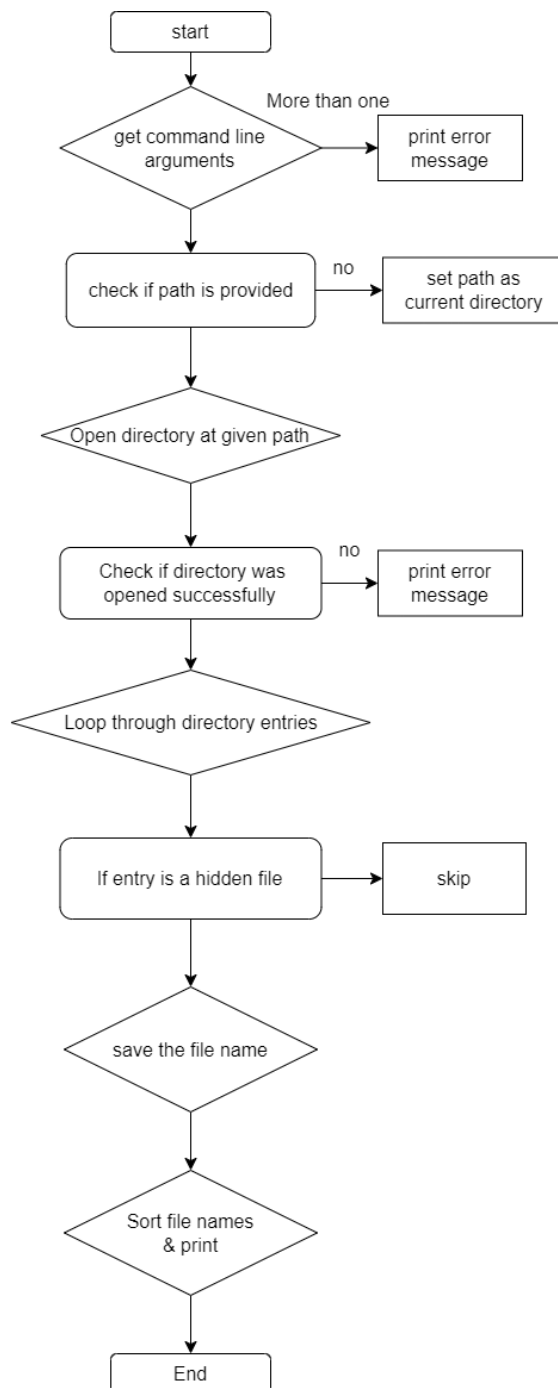 start
More than one
get command line
arguments
print error
message
check if path is provided
no
set path as
current directory
Open directory at given path
Check if directory was
opened successfully
no
print error
message
Loop through directory entries
If entry is a hidden file
skip
save the file name
Sort file names
& print
End